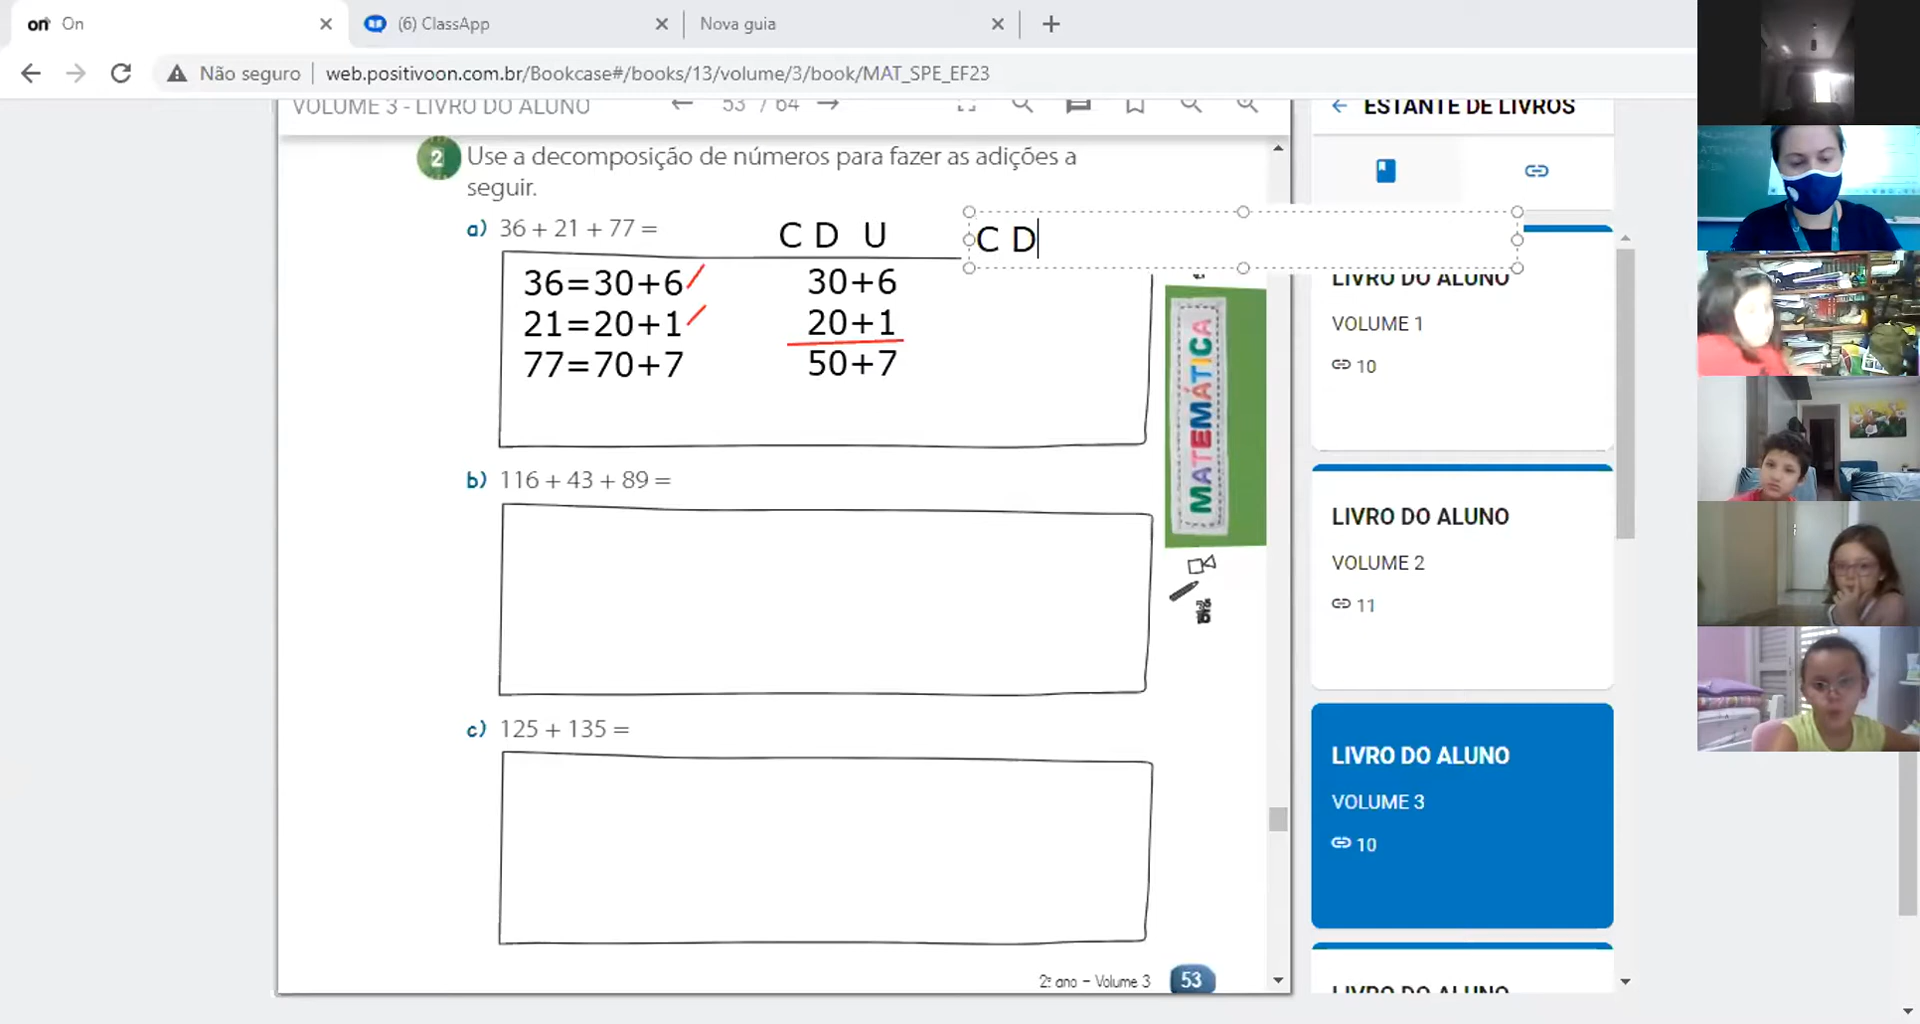 on On
(6) ClassApp
Nova guia
Não seguro web.positivoon.com.br/Bookcase#/books/13/volume/3/book/MAT_SPE_EF23
VOLUME 3 - LIVRO DO ALUNO
53 / 64
2 Use a decomposição de números para fazer as adições a
seguir.
a) 36 + 21 + 77 =
C D U
C D
36=30+6
21=20+1
77=70+7
30+6
20+1
50+7
b) 116 + 43 + 89 =
c) 125 + 135 =
MATEMÁTICA
2º ano – Volume 3 53
ESTANTE DE LIVROS
LIVRO DO ALUNO
VOLUME 1
10
LIVRO DO ALUNO
VOLUME 2
11
LIVRO DO ALUNO
VOLUME 3
10
LIVRO DO ALUNO